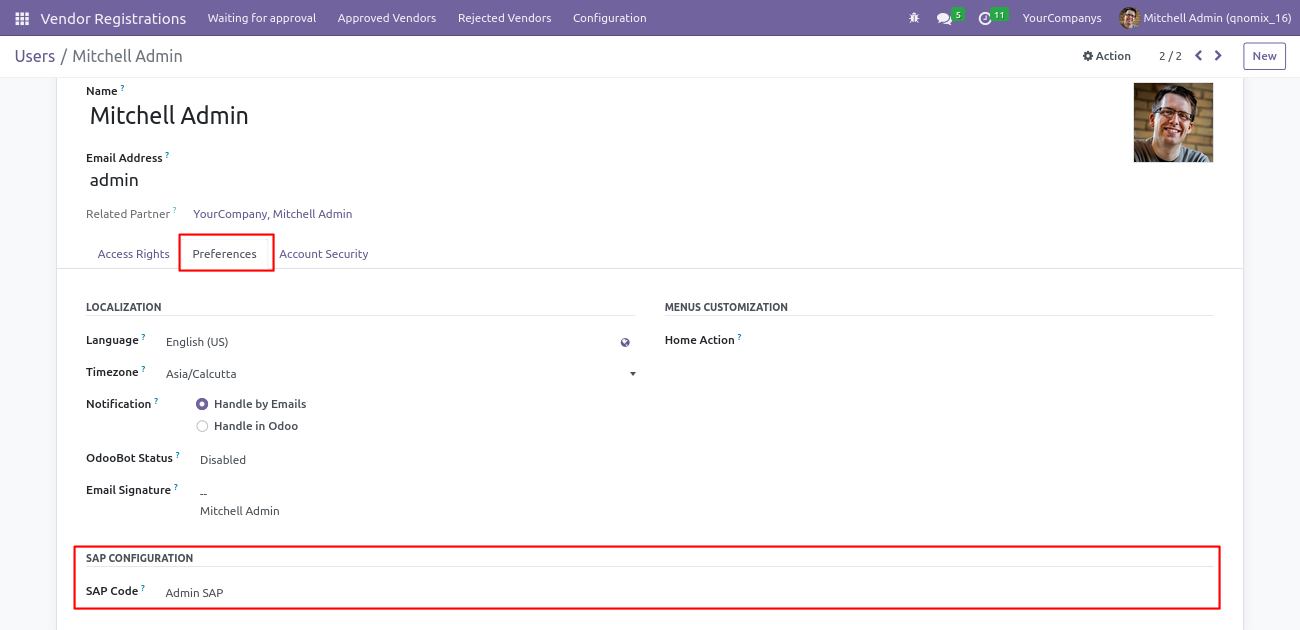 Vendor Registrations Waiting for approval Approved Vendors Rejected Vendors Configuration 5 11 YourCompanys Mitchell Admin (qnomix_16)
Users / Mitchell Admin Action 2 / 2 New
Name ?
Mitchell Admin
Email Address ?
admin
Related Partner ? YourCompany, Mitchell Admin
Access Rights Preferences Account Security
LOCALIZATION MENUS CUSTOMIZATION
Language ? English (US) Home Action ?
Timezone ? Asia/Calcutta
Notification ? Handle by Emails
Handle in Odoo
OdooBot Status ? Disabled
Email Signature ? --
Mitchell Admin
SAP CONFIGURATION
SAP Code ? Admin SAP